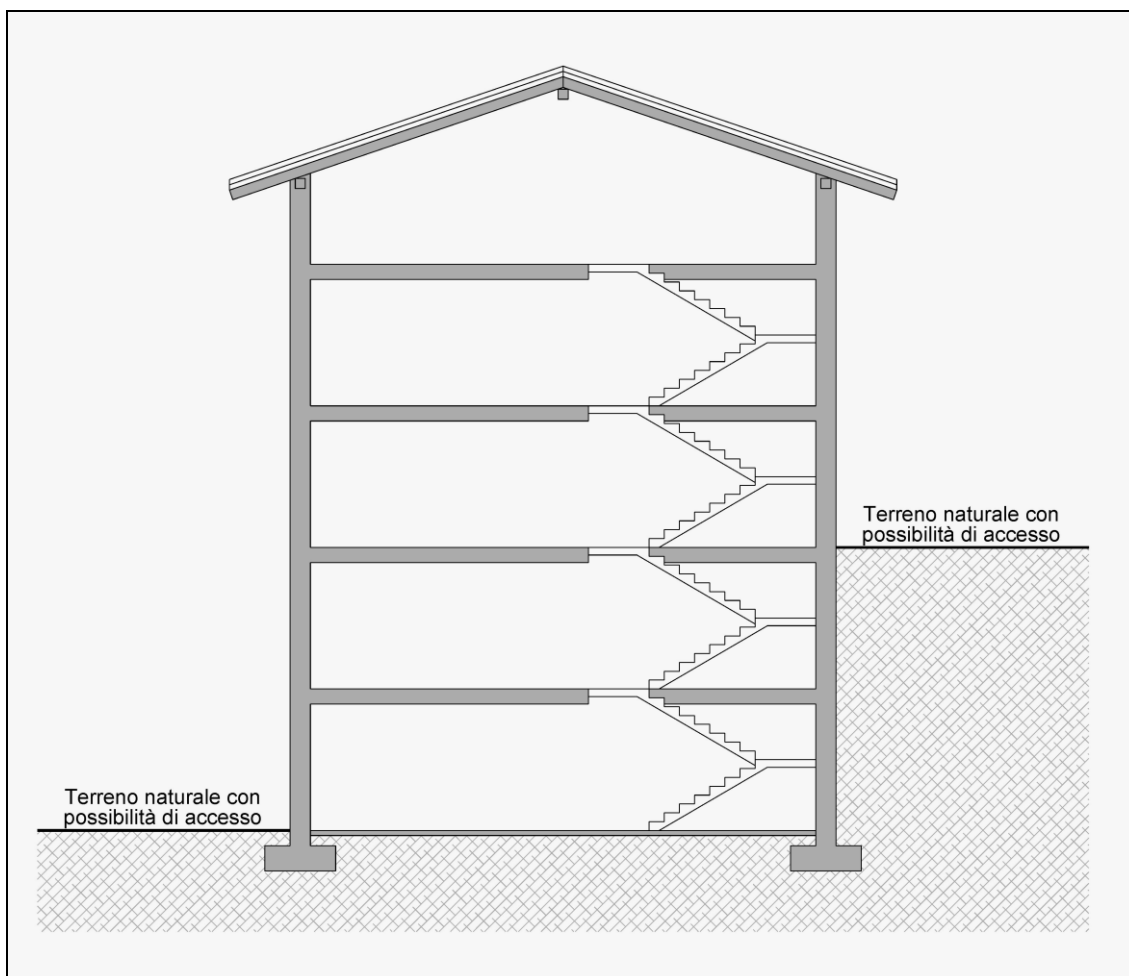 Terreno naturale con
possibilità di accesso
Terreno naturale con
possibilità di accesso